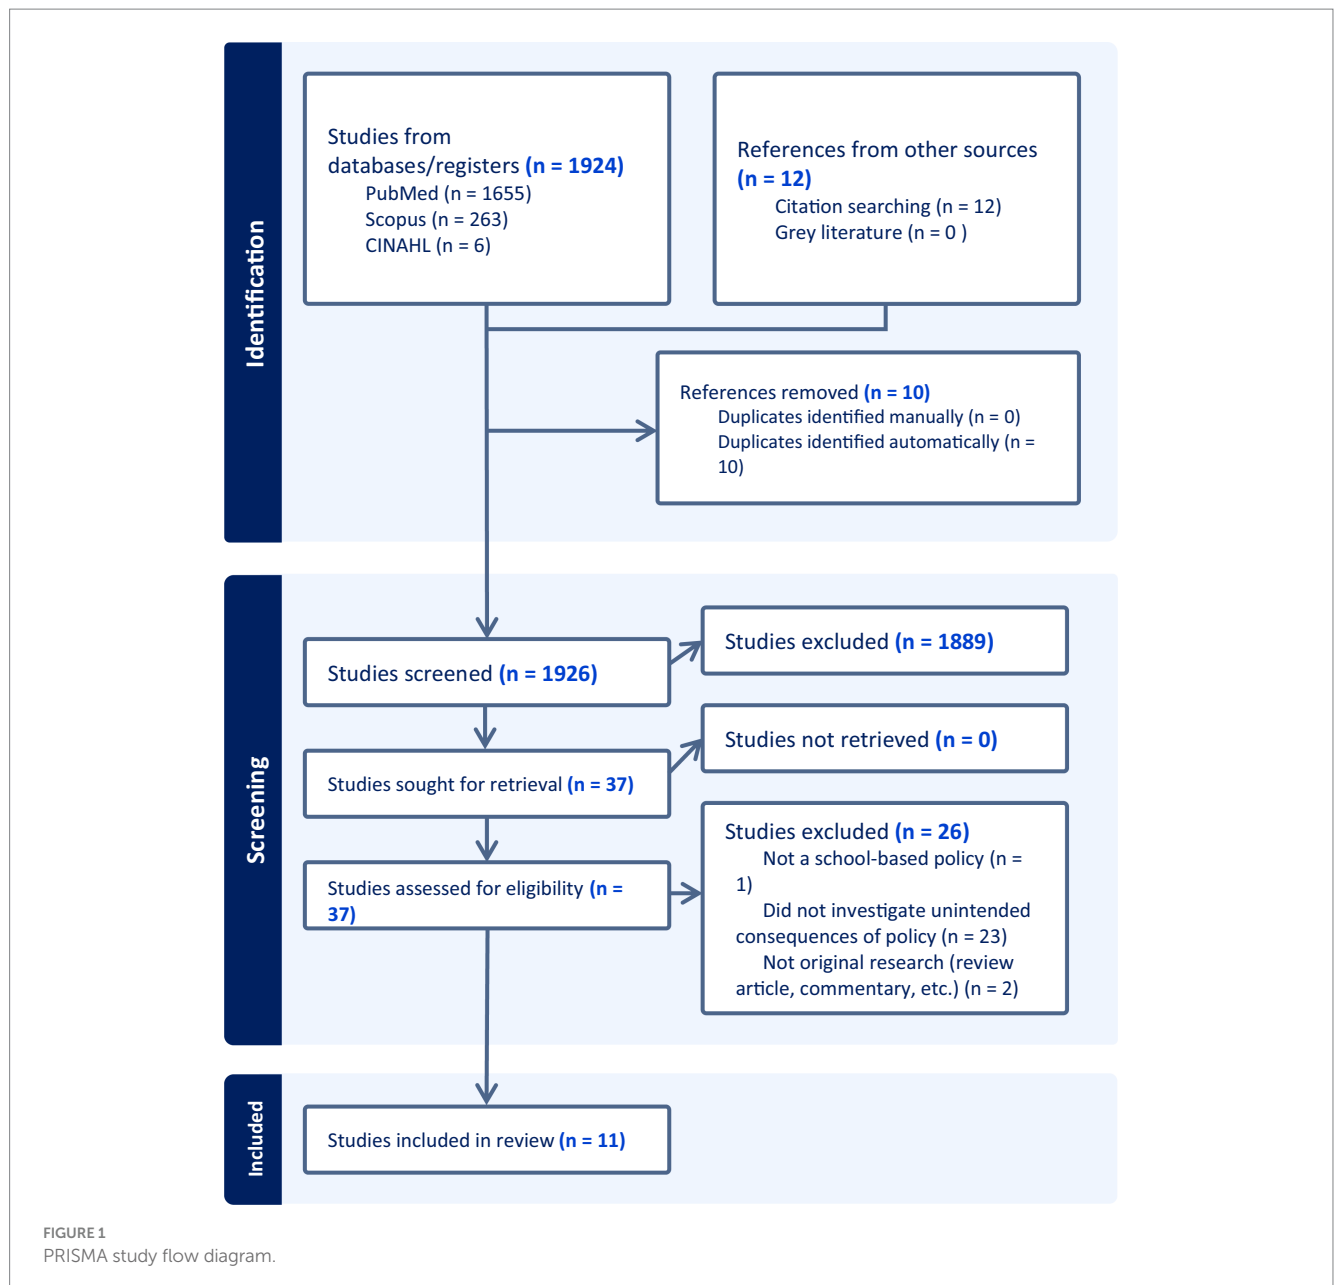 Identification
Studies from
databases/registers (n = 1924)
PubMed (n = 1655)
Scopus (n = 263)
CINAHL (n = 6)
References from other sources
(n = 12)
Citation searching (n = 12)
Grey literature (n = 0 )
References removed (n = 10)
Duplicates identified manually (n = 0)
Duplicates identified automatically (n =
10)
Screening
Studies screened (n = 1926)
Studies excluded (n = 1889)
Studies sought for retrieval (n = 37)
Studies not retrieved (n = 0)
Studies assessed for eligibility (n =
37)
Studies excluded (n = 26)
Not a school-based policy (n =
1)
Did not investigate unintended
consequences of policy (n = 23)
Not original research (review
article, commentary, etc.) (n = 2)
Included
Studies included in review (n = 11)
FIGURE 1
PRISMA study flow diagram.